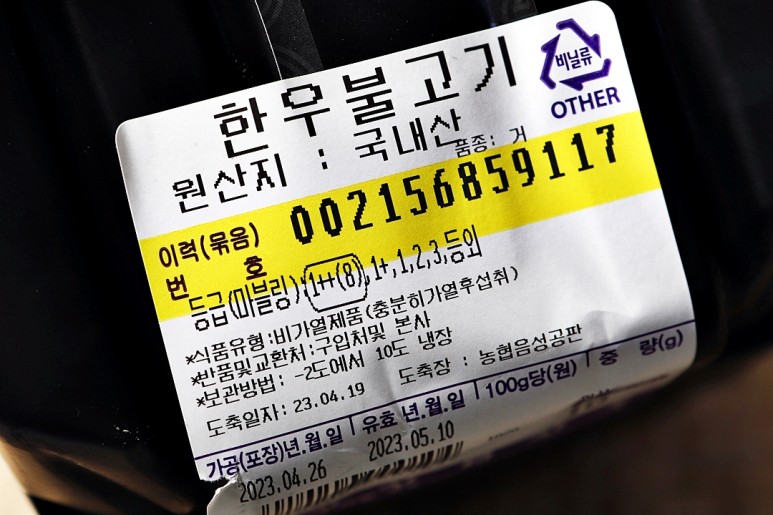 한우불고기
비닐류
OTHER
원산지 : 국내산
품종: 거
이력(묶음)
번 호
002156859117
등급(마블링):1++(8),1+,1,2,3,등외
*식품유형:비가열제품(충분히가열후섭취)
*반품및교환처:구입처및 본사
*보관방법: -2도에서 10도 냉장
도축일자: 23.04.19 도축장 : 농협음성공판
가공(포장)년.월.일 유효 년.월.일 100g당(원) 중 량(g)
2023.04.26 2023.05.10